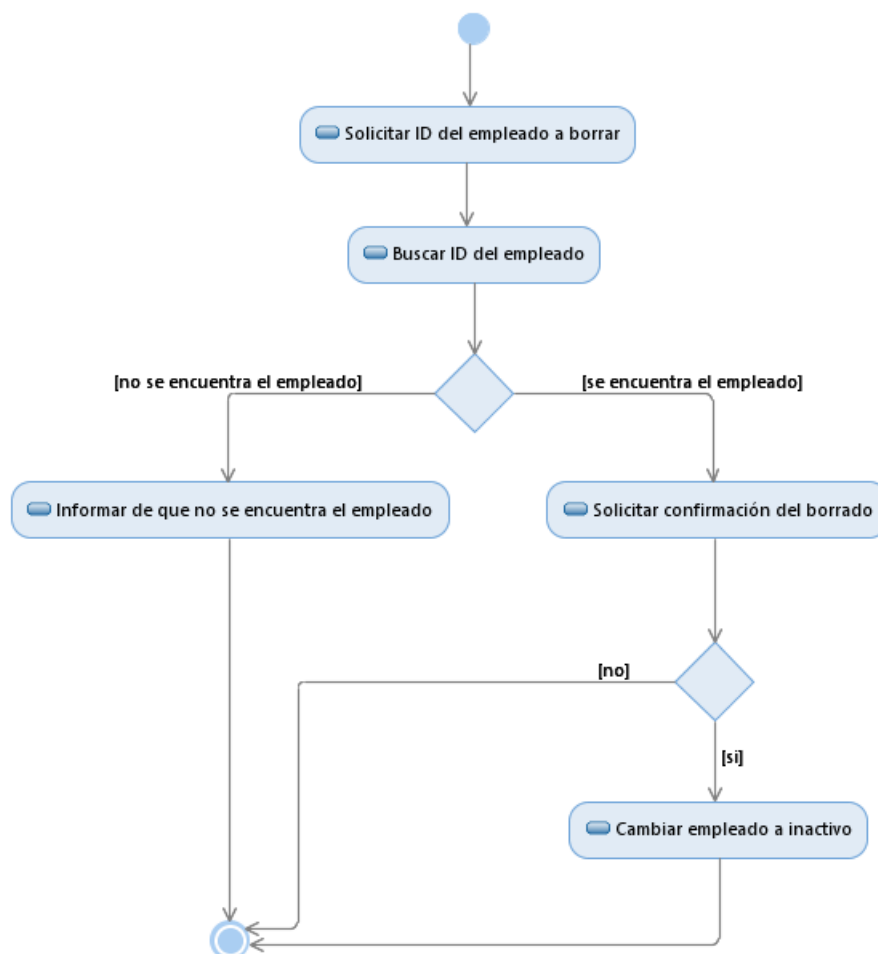 Solicitar ID del empleado a borrar
Buscar ID del empleado
[no se encuentra el empleado]
[se encuentra el empleado]
Informar de que no se encuentra el empleado
Solicitar confirmación del borrado
[no]
[si]
Cambiar empleado a inactivo